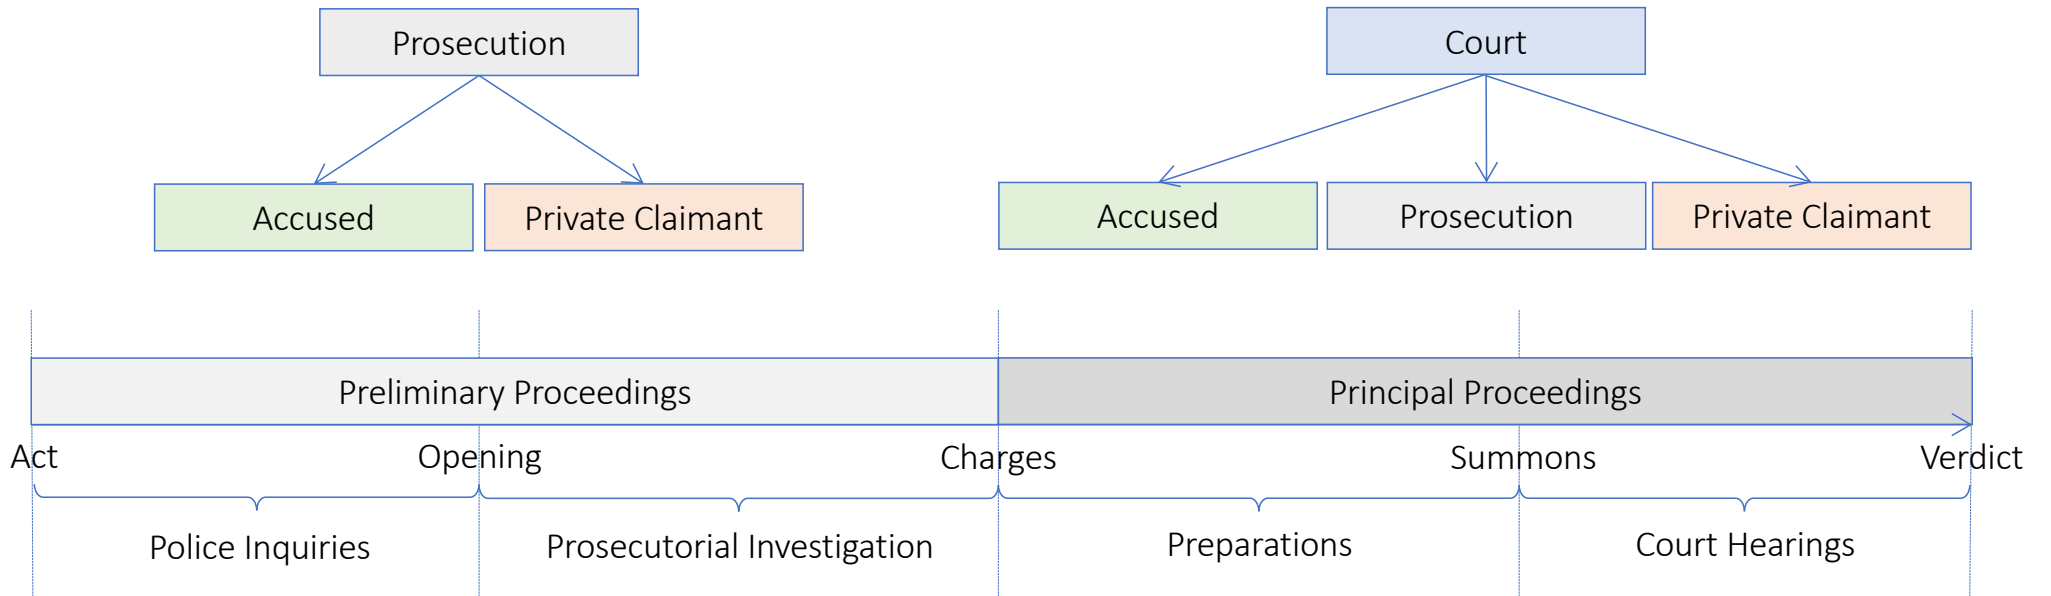 Prosecution
Court
Accused
Private Claimant
Accused
Prosecution
Private Claimant
Preliminary Proceedings
Principal Proceedings
Act
Opening
Charges
Summons
Verdict
Police Inquiries
Prosecutorial Investigation
Preparations
Court Hearings